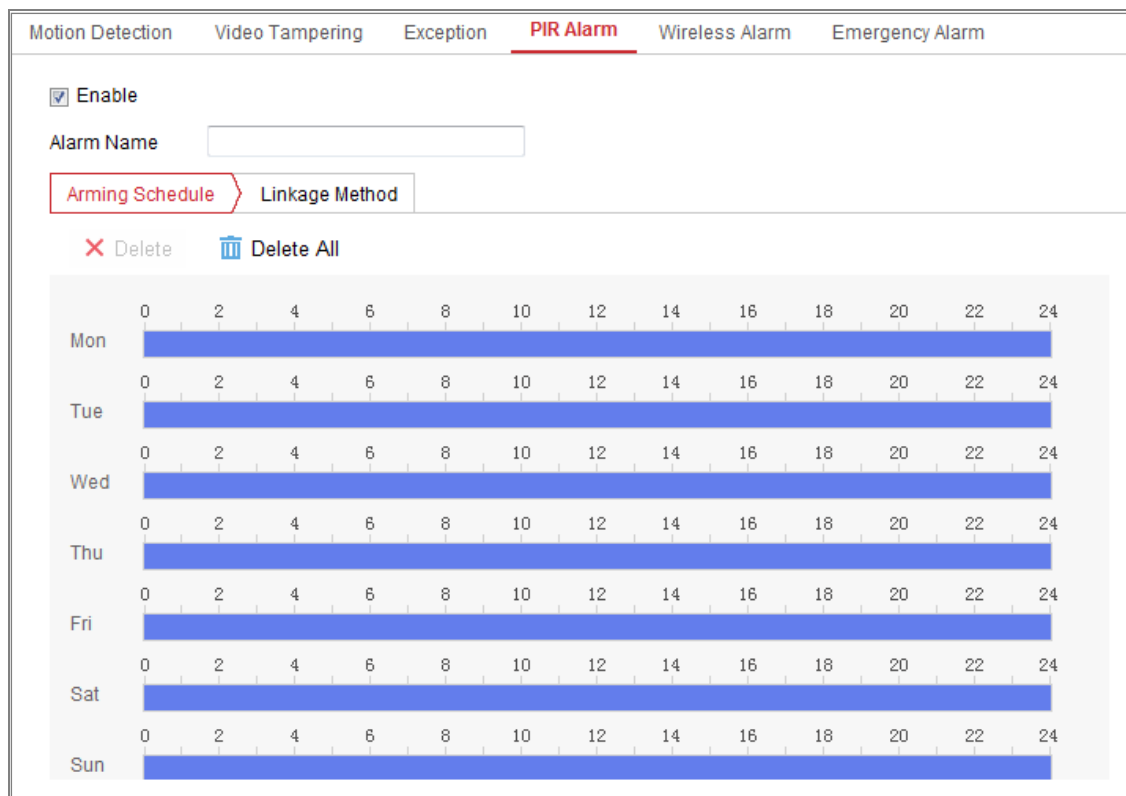 Motion Detection Video Tampering Exception PIR Alarm Wireless Alarm Emergency Alarm
Enable
Alarm Name
Arming Schedule Linkage Method
Delete Delete All
0 2 4 6 8 10 12 14 16 18 20 22 24
Mon
0 2 4 6 8 10 12 14 16 18 20 22 24
Tue
0 2 4 6 8 10 12 14 16 18 20 22 24
Wed
0 2 4 6 8 10 12 14 16 18 20 22 24
Thu
0 2 4 6 8 10 12 14 16 18 20 22 24
Fri
0 2 4 6 8 10 12 14 16 18 20 22 24
Sat
0 2 4 6 8 10 12 14 16 18 20 22 24
Sun